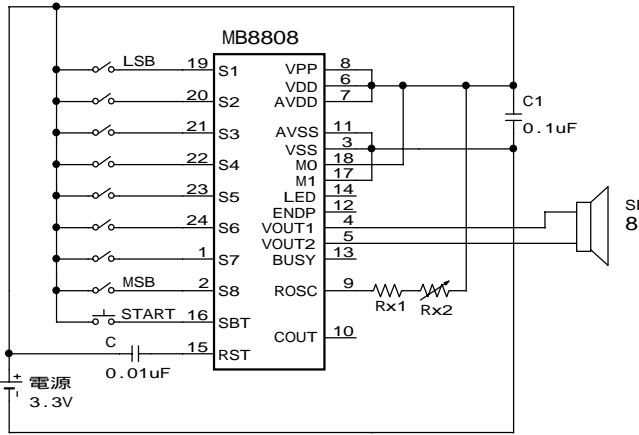 MB8808
LSB 19 S1 VPP 8
VDD 6
20 S2 AVDD 7
C1
0.1uF
21 S3 AVSS 11
VSS 3
22 S4 M0 18
M1 17
23 S5 LED 14
ENDP 12
24 S6 VOUT1 4
VOUT2 5
1 S7 BUSY 13
MSB 2 S8 ROSC 9
Rx1 Rx2
START 16 SBT
COUT 10
C 15 RST
0.01uF
+
-
電源
3.3V
8